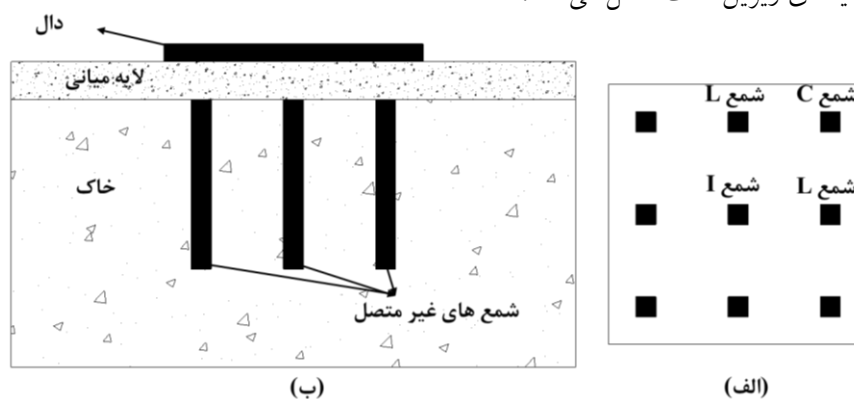 دال
لایه میانی
خاک
شمع های غیر متصل
(ب)
شمع L
شمع C
شمع I
شمع L
(الف)